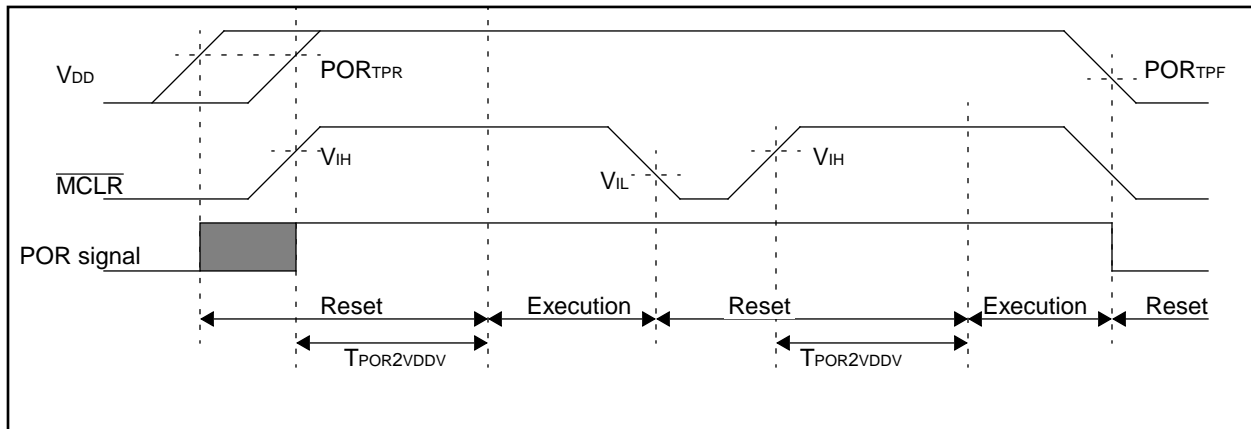 VDD
PORTPR
PORTPF
MCLR
VIH
VIL
VIH
POR signal
Reset
Execution
Reset
Execution
Reset
TPOR2VDDV
TPOR2VDDV